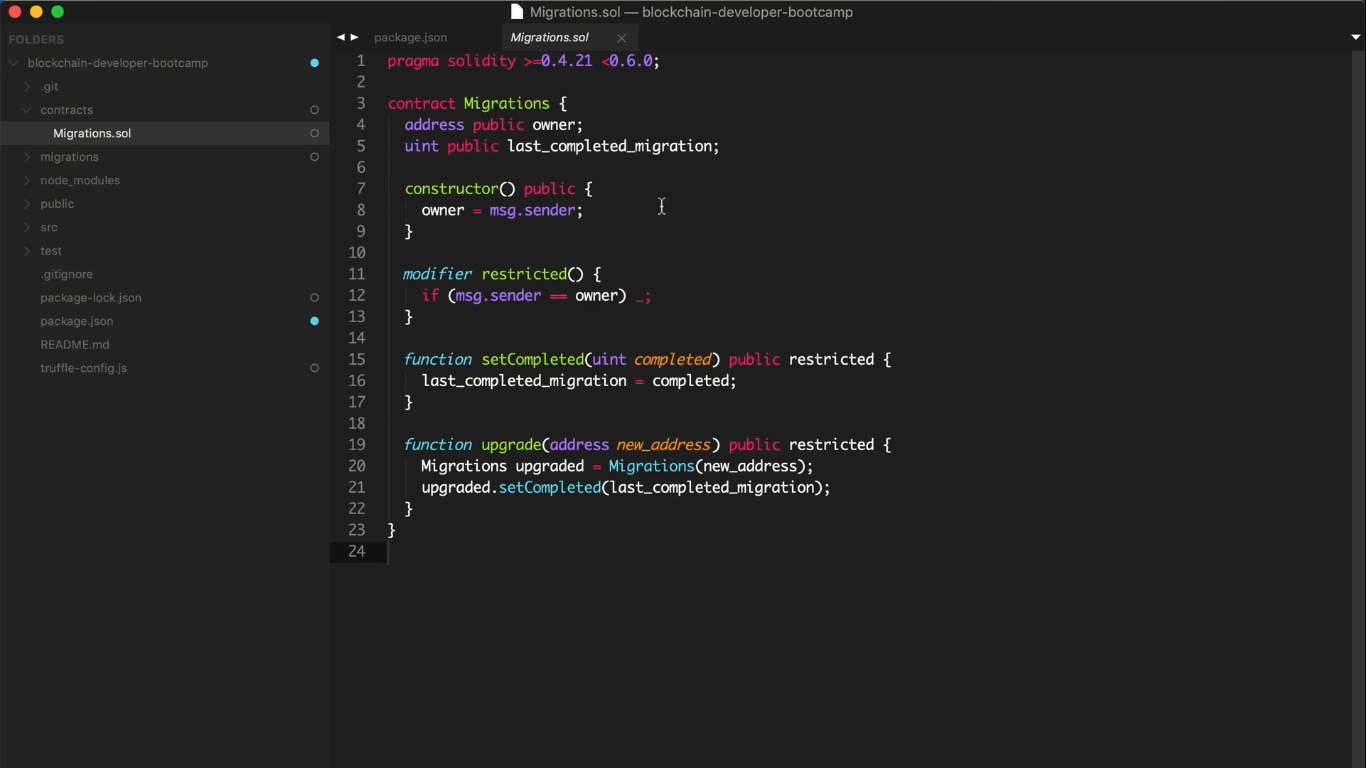 Migrations.sol — blockchain-developer-bootcamp
FOLDERS
blockchain-developer-bootcamp
.git
contracts
Migrations.sol
migrations
node_modules
public
src
test
.gitignore
package-lock.json
package.json
README.md
truffle-config.js
package.json
Migrations.sol
1 pragma solidity >=0.4.21 <0.6.0;
2
3 contract Migrations {
4 address public owner;
5 uint public last_completed_migration;
6
7 constructor() public {
8 owner = msg.sender;
9 }
10
11 modifier restricted() {
12 if (msg.sender == owner) _;
13 }
14
15 function setCompleted(uint completed) public restricted {
16 last_completed_migration = completed;
17 }
18
19 function upgrade(address new_address) public restricted {
20 Migrations upgraded = Migrations(new_address);
21 upgraded.setCompleted(last_completed_migration);
22 }
23 }
24